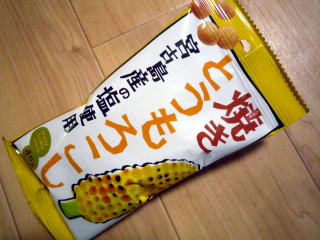 宮古島産の塩使用
焼き
とうもろこし